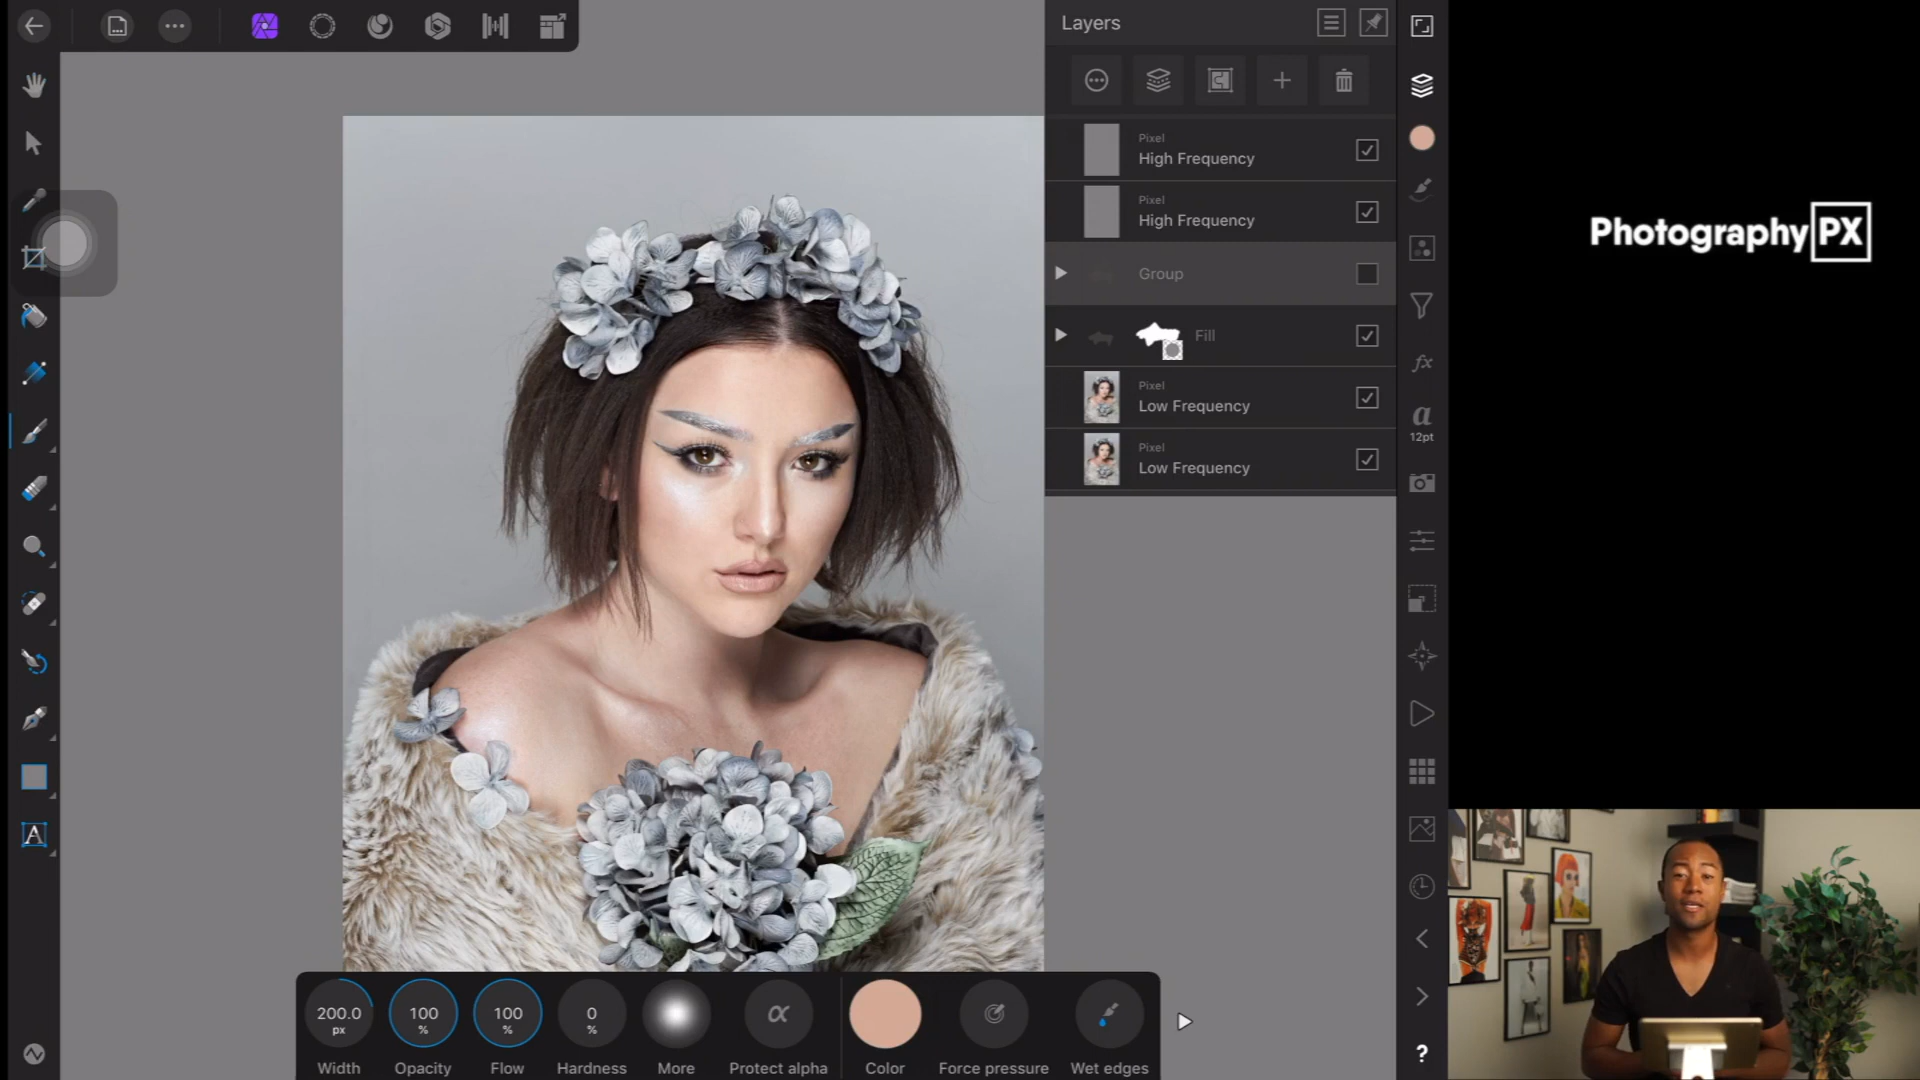 Layers
Pixel
High Frequency
Pixel
High Frequency
Group
Fill
Pixel
Low Frequency
Pixel
Low Frequency
a
12pt
?
A
200.0
px
100
%
100
%
0
%
α
Width
Opacity
Flow
Hardness
More
Protect alpha
Color
Force pressure
Wet edges
PhotographyPX